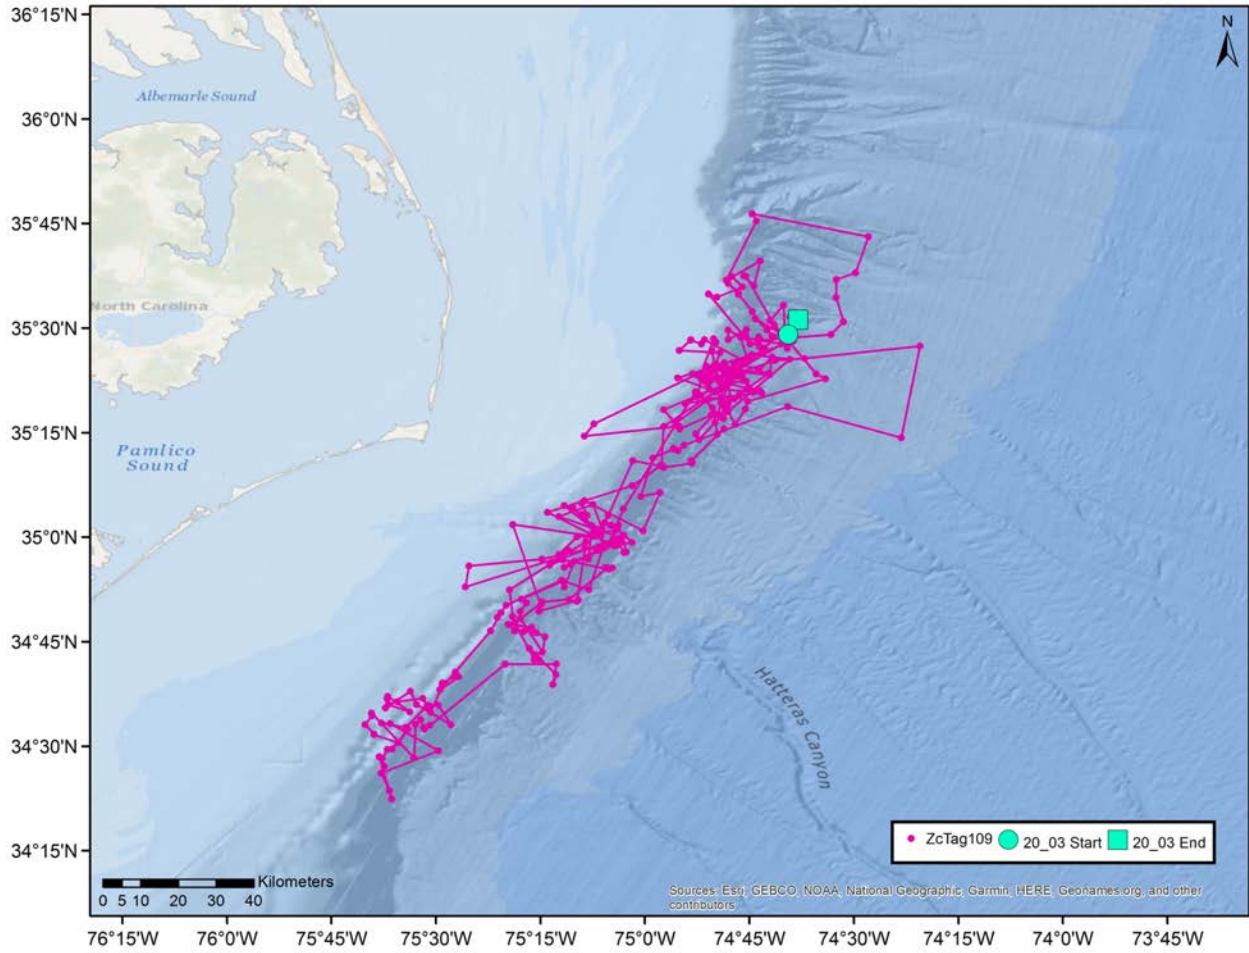 36°15'N
N
Albemarle Sound
36°0'N
35°45'N
North Carolina
35°30'N
35°15'N
Pamlico
Sound
35°0'N
34°45'N
Hatteras Canyon
34°30'N
34°15'N
ZcTag109 20_03 Start 20_03 End
Kilometers
0 5 10 20 30 40
Sources: Esri, GEBCO, NOAA, National Geographic, Garmin, HERE, Geonames.org, and other
contributors
76°15'W 76°0'W 75°45'W 75°30'W 75°15'W 75°0'W 74°45'W 74°30'W 74°15'W 74°0'W 73°45'W